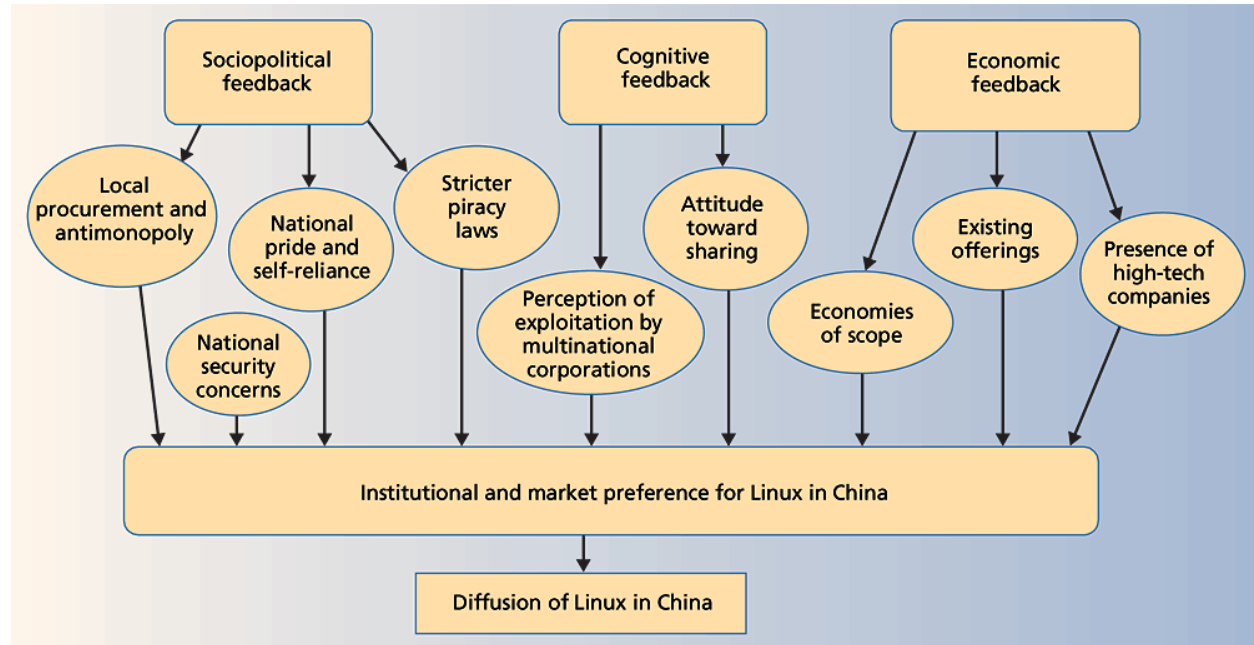 Sociopolitical
feedback
Cognitive
feedback
Economic
feedback
Local
procurement and
antimonopoly
National
pride and
self-reliance
Stricter
piracy
laws
Attitude
toward
sharing
Existing
offerings
Presence of
high-tech
companies
National
security
concerns
Perception of
exploitation by
multinational
corporations
Economies
of scope
Institutional and market preference for Linux in China
Diffusion of Linux in China